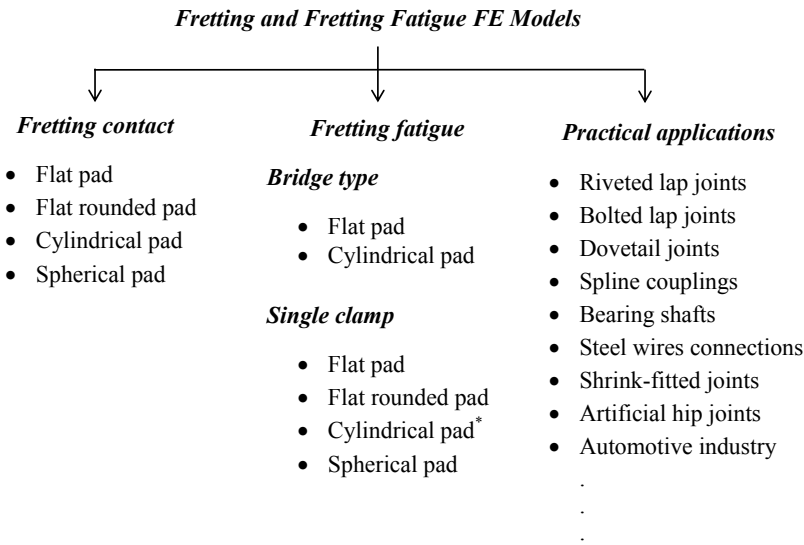 Fretting and Fretting Fatigue FE Models
Fretting contact
• Flat pad
• Flat rounded pad
• Cylindrical pad
• Spherical pad
Fretting fatigue
Bridge type
• Flat pad
• Cylindrical pad
Single clamp
• Flat pad
• Flat rounded pad
• Cylindrical pad*
• Spherical pad
Practical applications
• Riveted lap joints
• Bolted lap joints
• Dovetail joints
• Spline couplings
• Bearing shafts
• Steel wires connections
• Shrink-fitted joints
• Artificial hip joints
• Automotive industry
.
.
.